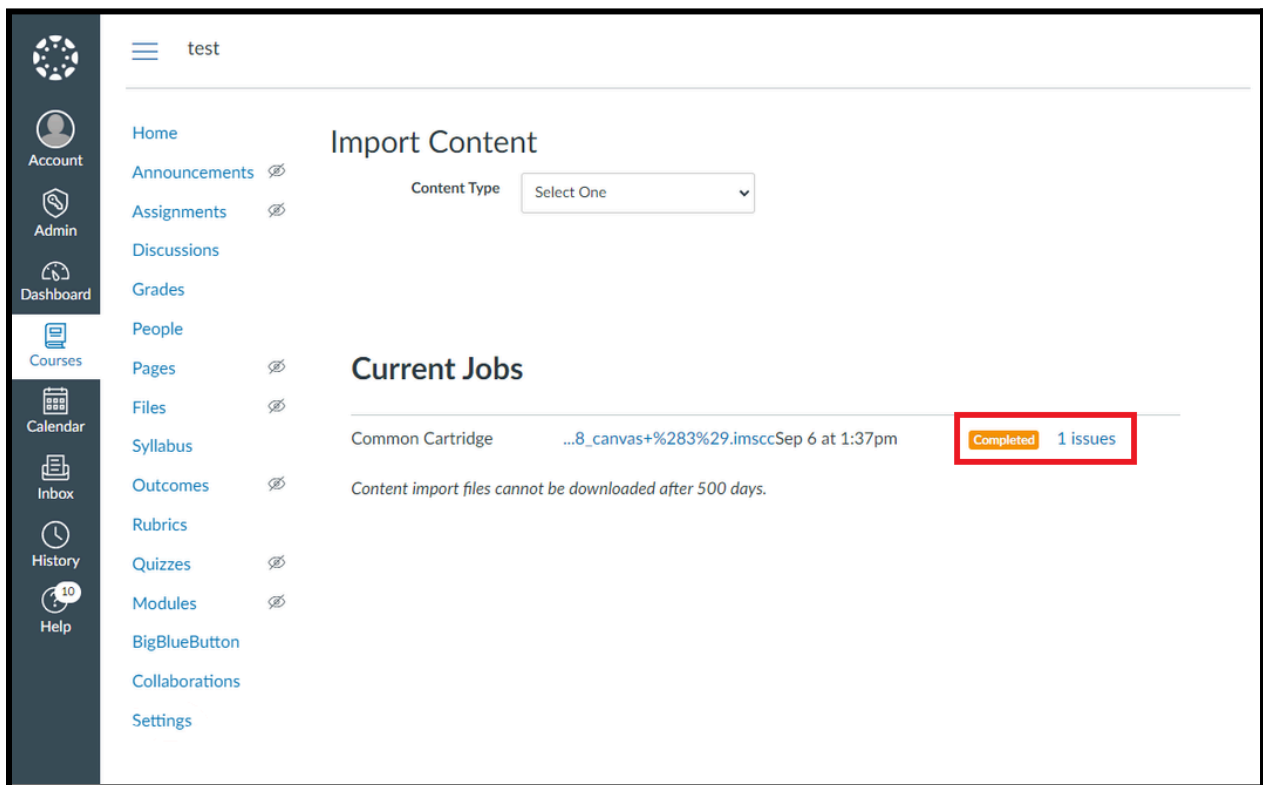 test
Account
Admin
Dashboard
Courses
Calendar
Inbox
History
10
Help
Home
Announcements
Assignments
Discussions
Grades
People
Pages
Files
Syllabus
Outcomes
Rubrics
Quizzes
Modules
BigBlueButton
Collaborations
Settings
Import Content
Content Type Select One
Current Jobs
Common Cartridge ...8_canvas+%283%29.imsccSep 6 at 1:37pm Completed 1 issues
Content import files cannot be downloaded after 500 days.